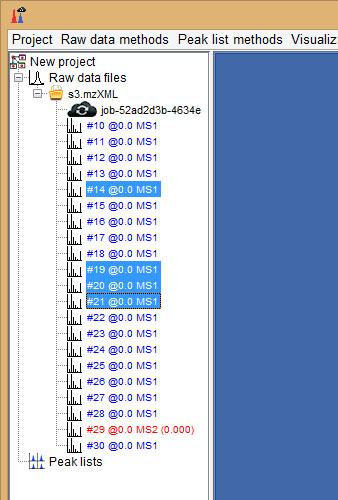 Project Raw data methods Peak list methods Visualiz
New project
Raw data files
s3.mzXML
job-52ad2d3b-4634e
#10 @0.0 MS1
#11 @0.0 MS1
#12 @0.0 MS1
#13 @0.0 MS1
#14 @0.0 MS1
#15 @0.0 MS1
#16 @0.0 MS1
#17 @0.0 MS1
#18 @0.0 MS1
#19 @0.0 MS1
#20 @0.0 MS1
#21 @0.0 MS1
#22 @0.0 MS1
#23 @0.0 MS1
#24 @0.0 MS1
#25 @0.0 MS1
#26 @0.0 MS1
#27 @0.0 MS1
#28 @0.0 MS1
#29 @0.0 MS2 (0.000)
#30 @0.0 MS1
Peak lists